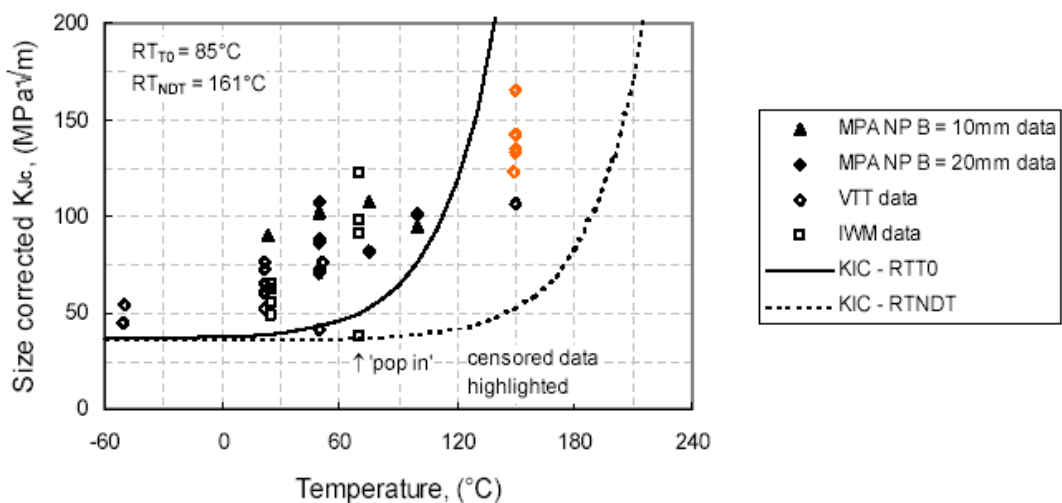 200
150
100
50
0
-60
0
60
120
180
240
Size corrected KJc, (MPa√m)
Temperature, (°C)
RTT0 = 85°C
RTNDT = 161°C
↑ 'pop in'
censored data
highlighted
MPA NP B = 10mm data
MPA NP B = 20mm data
VTT data
IWM data
KIC - RTT0
KIC - RTNDT